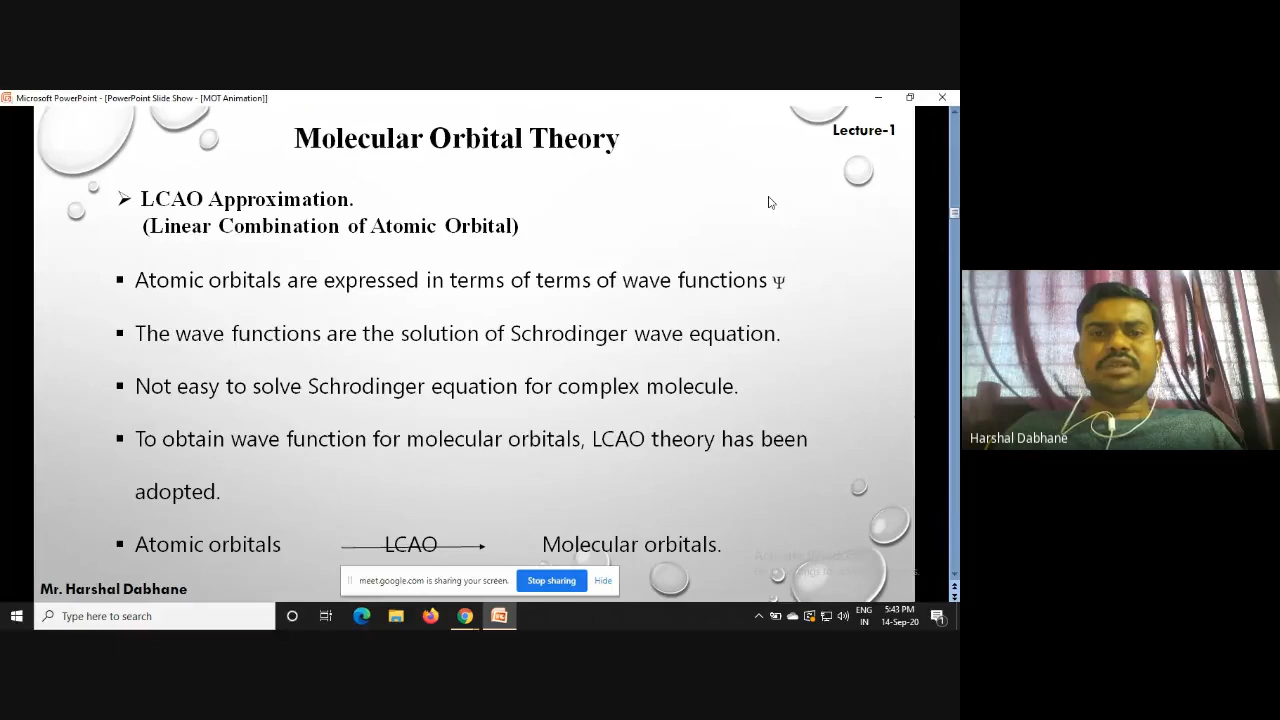 Microsoft PowerPoint - [PowerPoint Slide Show - [MOT Animation]]
Molecular Orbital Theory
Lecture-1
LCAO Approximation.
(Linear Combination of Atomic Orbital)
Atomic orbitals are expressed in terms of terms of wave functions Ψ
The wave functions are the solution of Schrodinger wave equation.
Not easy to solve Schrodinger equation for complex molecule.
To obtain wave function for molecular orbitals, LCAO theory has been
adopted.
Atomic orbitals LCAO Molecular orbitals.
meet.google.com is sharing your screen. Stop sharing Hide
Mr. Harshal Dabhane
Harshal Dabhane
Type here to search
ENG
IN
5:43 PM
14-Sep-20
1